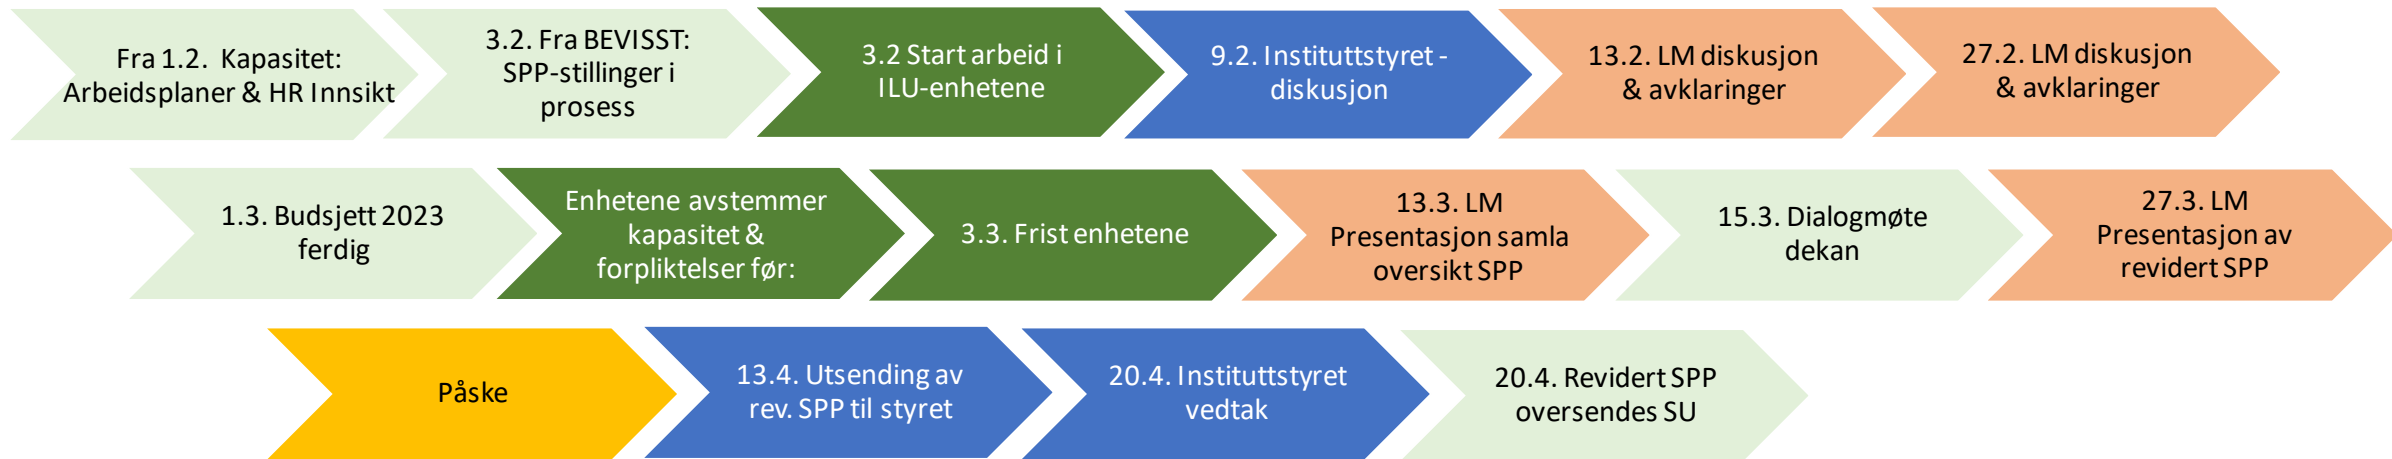 Fra 1.2. Kapasitet:
Arbeidsplaner & HR Innsikt
3.2. Fra BEVISST:
SPP-stillinger i
prosess
3.2 Start arbeid i
ILU-enhetene
9.2. Instituttstyret -
diskusjon
13.2. LM diskusjon
& avklaringer
27.2. LM diskusjon
& avklaringer
1.3. Budsjett 2023
ferdig
Enhetene avstemmer
kapasitet &
forpliktelser før:
3.3. Frist enhetene
13.3. LM
Presentasjon samla
oversikt SPP
15.3. Dialogmøte
dekan
27.3. LM
Presentasjon av
revidert SPP
Påske
13.4. Utsending av
rev. SPP til styret
20.4. Instituttstyret
vedtak
20.4. Revidert SPP
oversendes SU